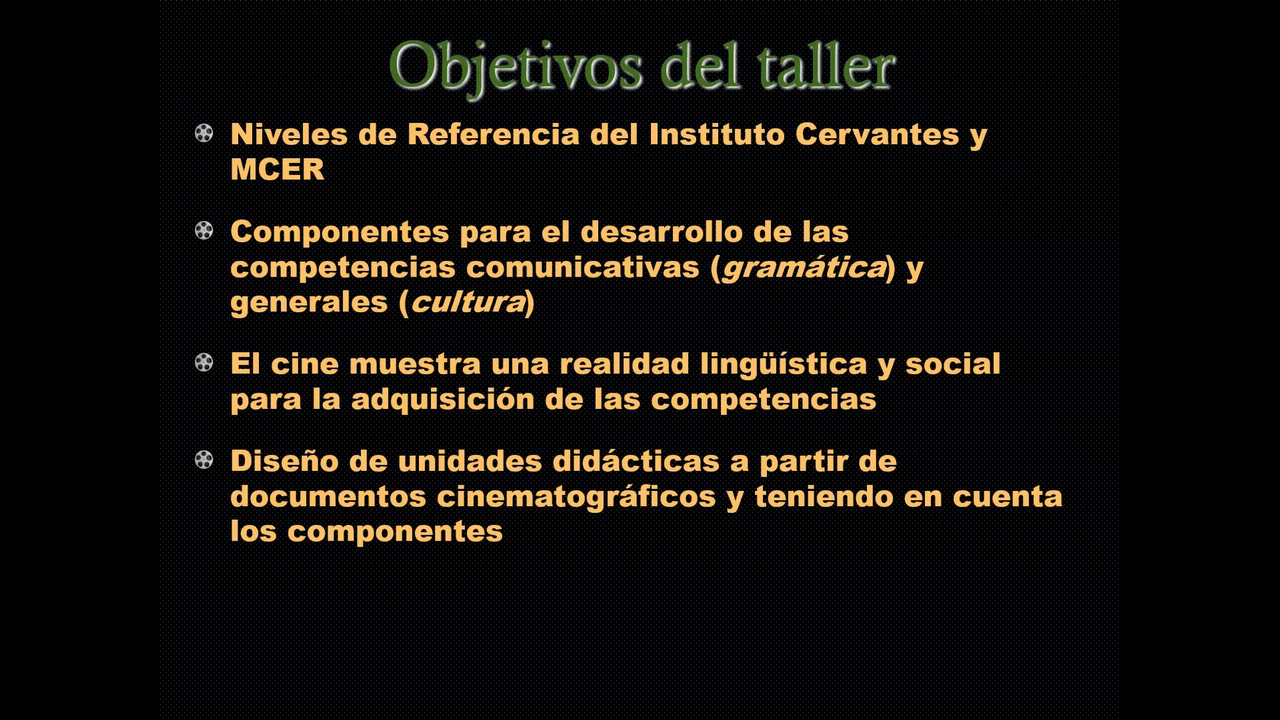 Objetivos del taller
Niveles de Referencia del Instituto Cervantes y
MCER
Componentes para el desarrollo de las
competencias comunicativas (gramática) y
generales (cultura)
El cine muestra una realidad lingüística y social
para la adquisición de las competencias
Diseño de unidades didácticas a partir de
documentos cinematográficos y teniendo en cuenta
los componentes